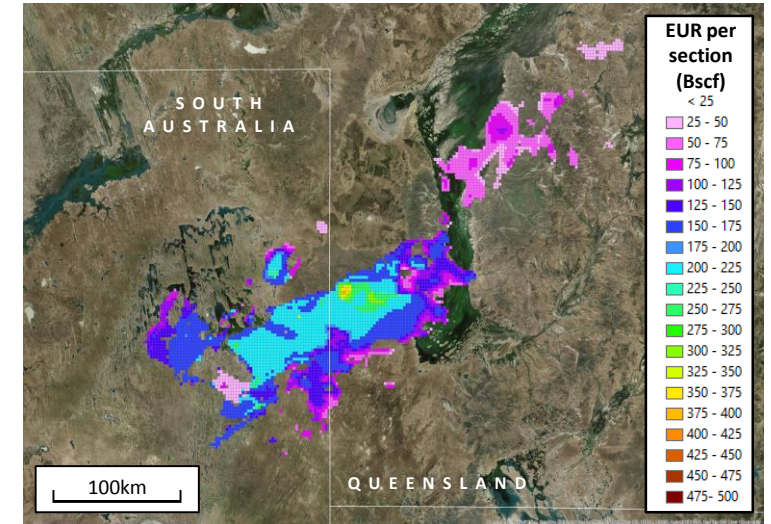 SOUTH
AUSTRALIA
QUEENSLAND
100km
EUR per
section
(Bscf)
< 25
25 - 50
50 - 75
75 - 100
100 - 125
125 - 150
150 - 175
175 - 200
200 - 225
225 - 250
250 - 275
275 - 300
300 - 325
325 - 350
350 - 375
375 - 400
400 - 425
425 - 450
450 - 475
475- 500